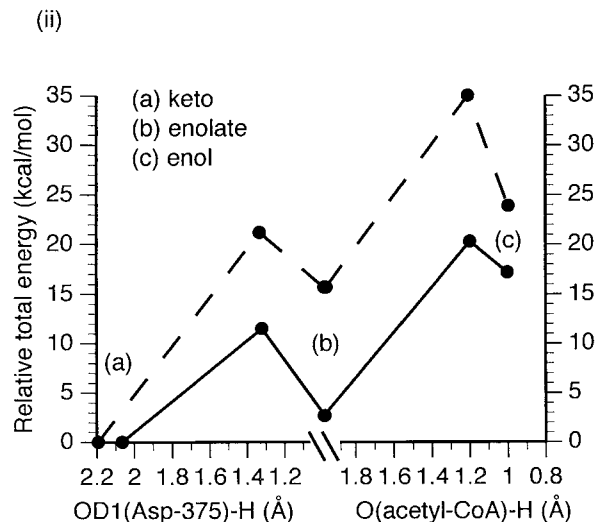 (ii)
(a) keto
(b) enolate
(c) enol
Relative total energy (kcal/mol)
35
30
25
20
15
10
5
0
35
30
25
20
15
10
5
0
(a)
(b)
(c)
2.2 2 1.8 1.6 1.4 1.2 1.8 1.6 1.4 1.2 1 0.8
OD1(Asp-375)-H (Å) O(acetyl-CoA)-H (Å)